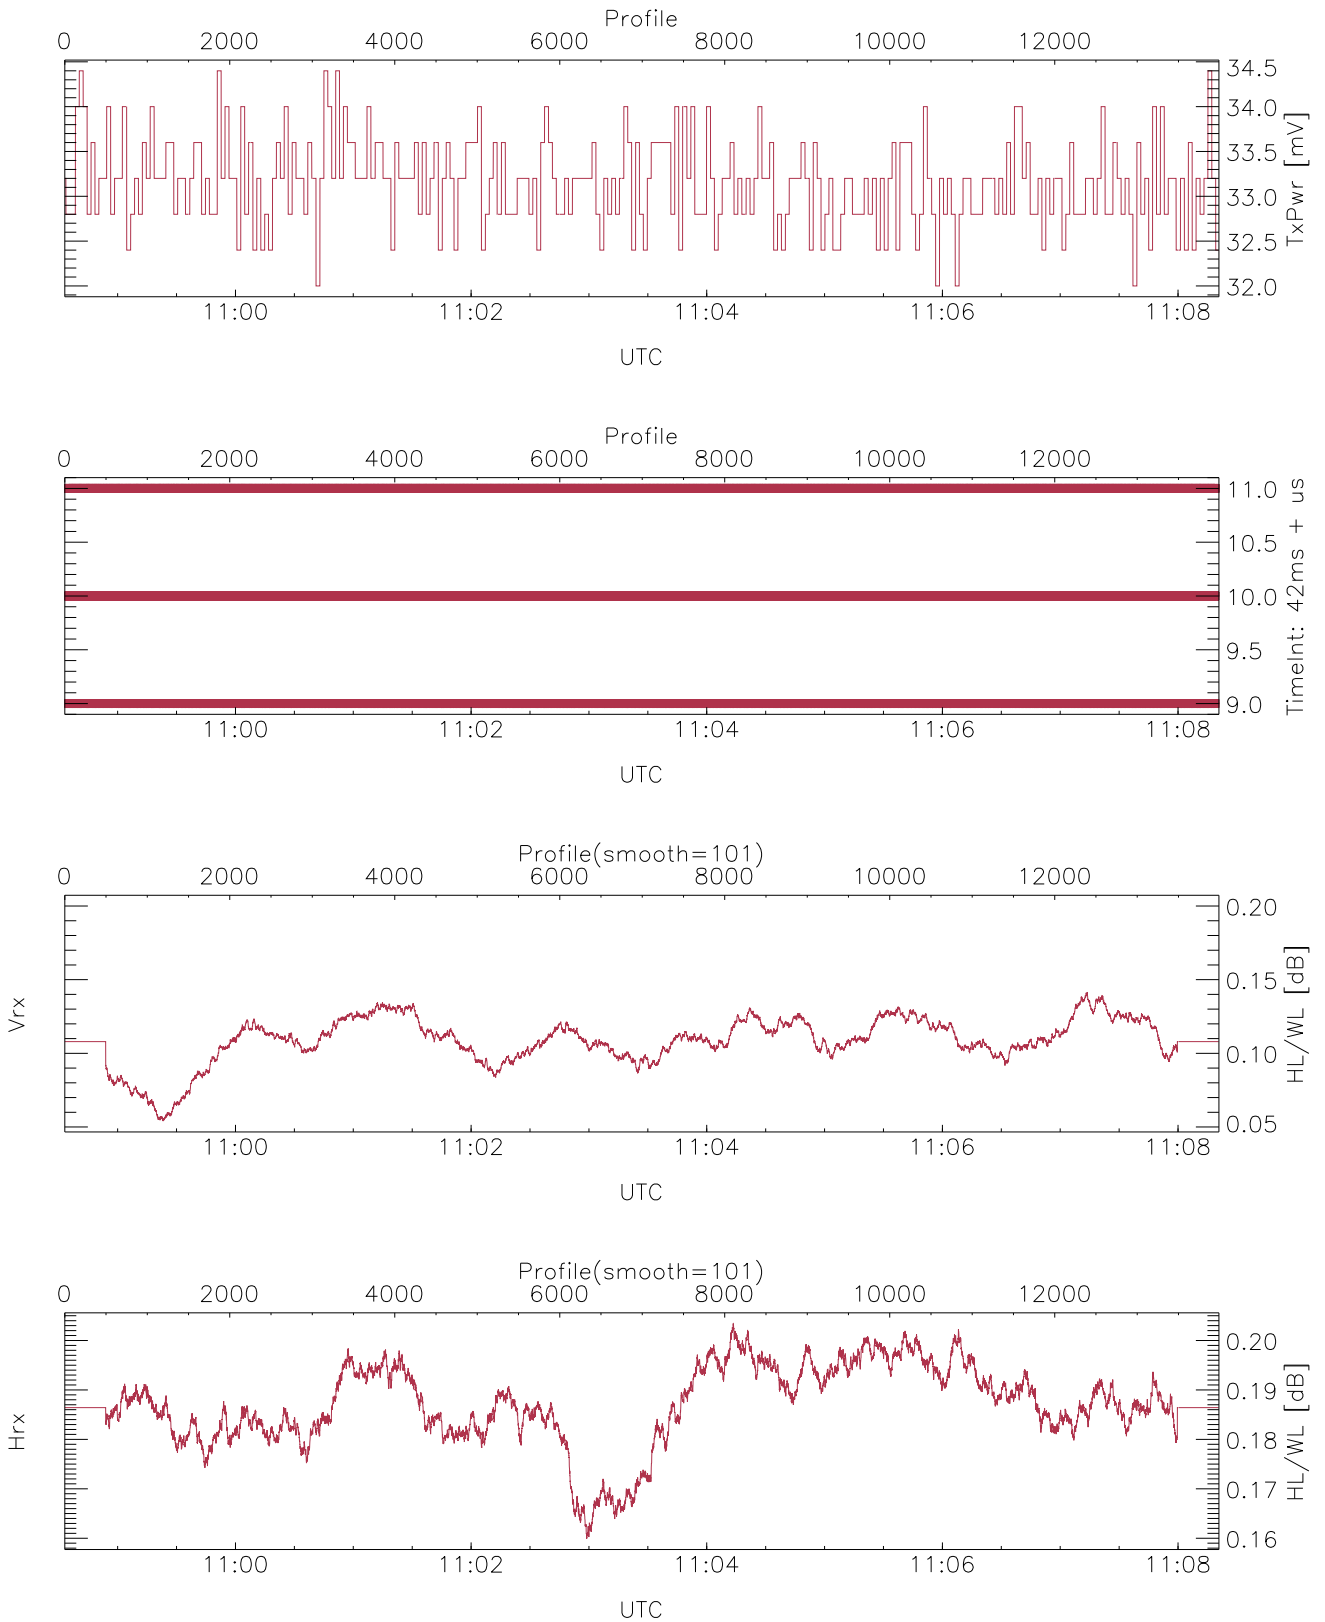 Profile
0 2000 4000 6000 8000 10000 12000
34.5
34.0
33.5
33.0
32.5
32.0
TxPwr [mV]
11:00 11:02 11:04 11:06 11:08
UTC
Profile
0 2000 4000 6000 8000 10000 12000
11.0
10.5
10.0
9.5
9.0
TimeInt: 42ms + us
11:00 11:02 11:04 11:06 11:08
UTC
Profile(smooth=101)
0 2000 4000 6000 8000 10000 12000
Vrx
0.20
0.15
0.10
0.05
HL/WL [dB]
11:00 11:02 11:04 11:06 11:08
UTC
Profile(smooth=101)
0 2000 4000 6000 8000 10000 12000
Hrx
0.20
0.19
0.18
0.17
0.16
HL/WL [dB]
11:00 11:02 11:04 11:06 11:08
UTC